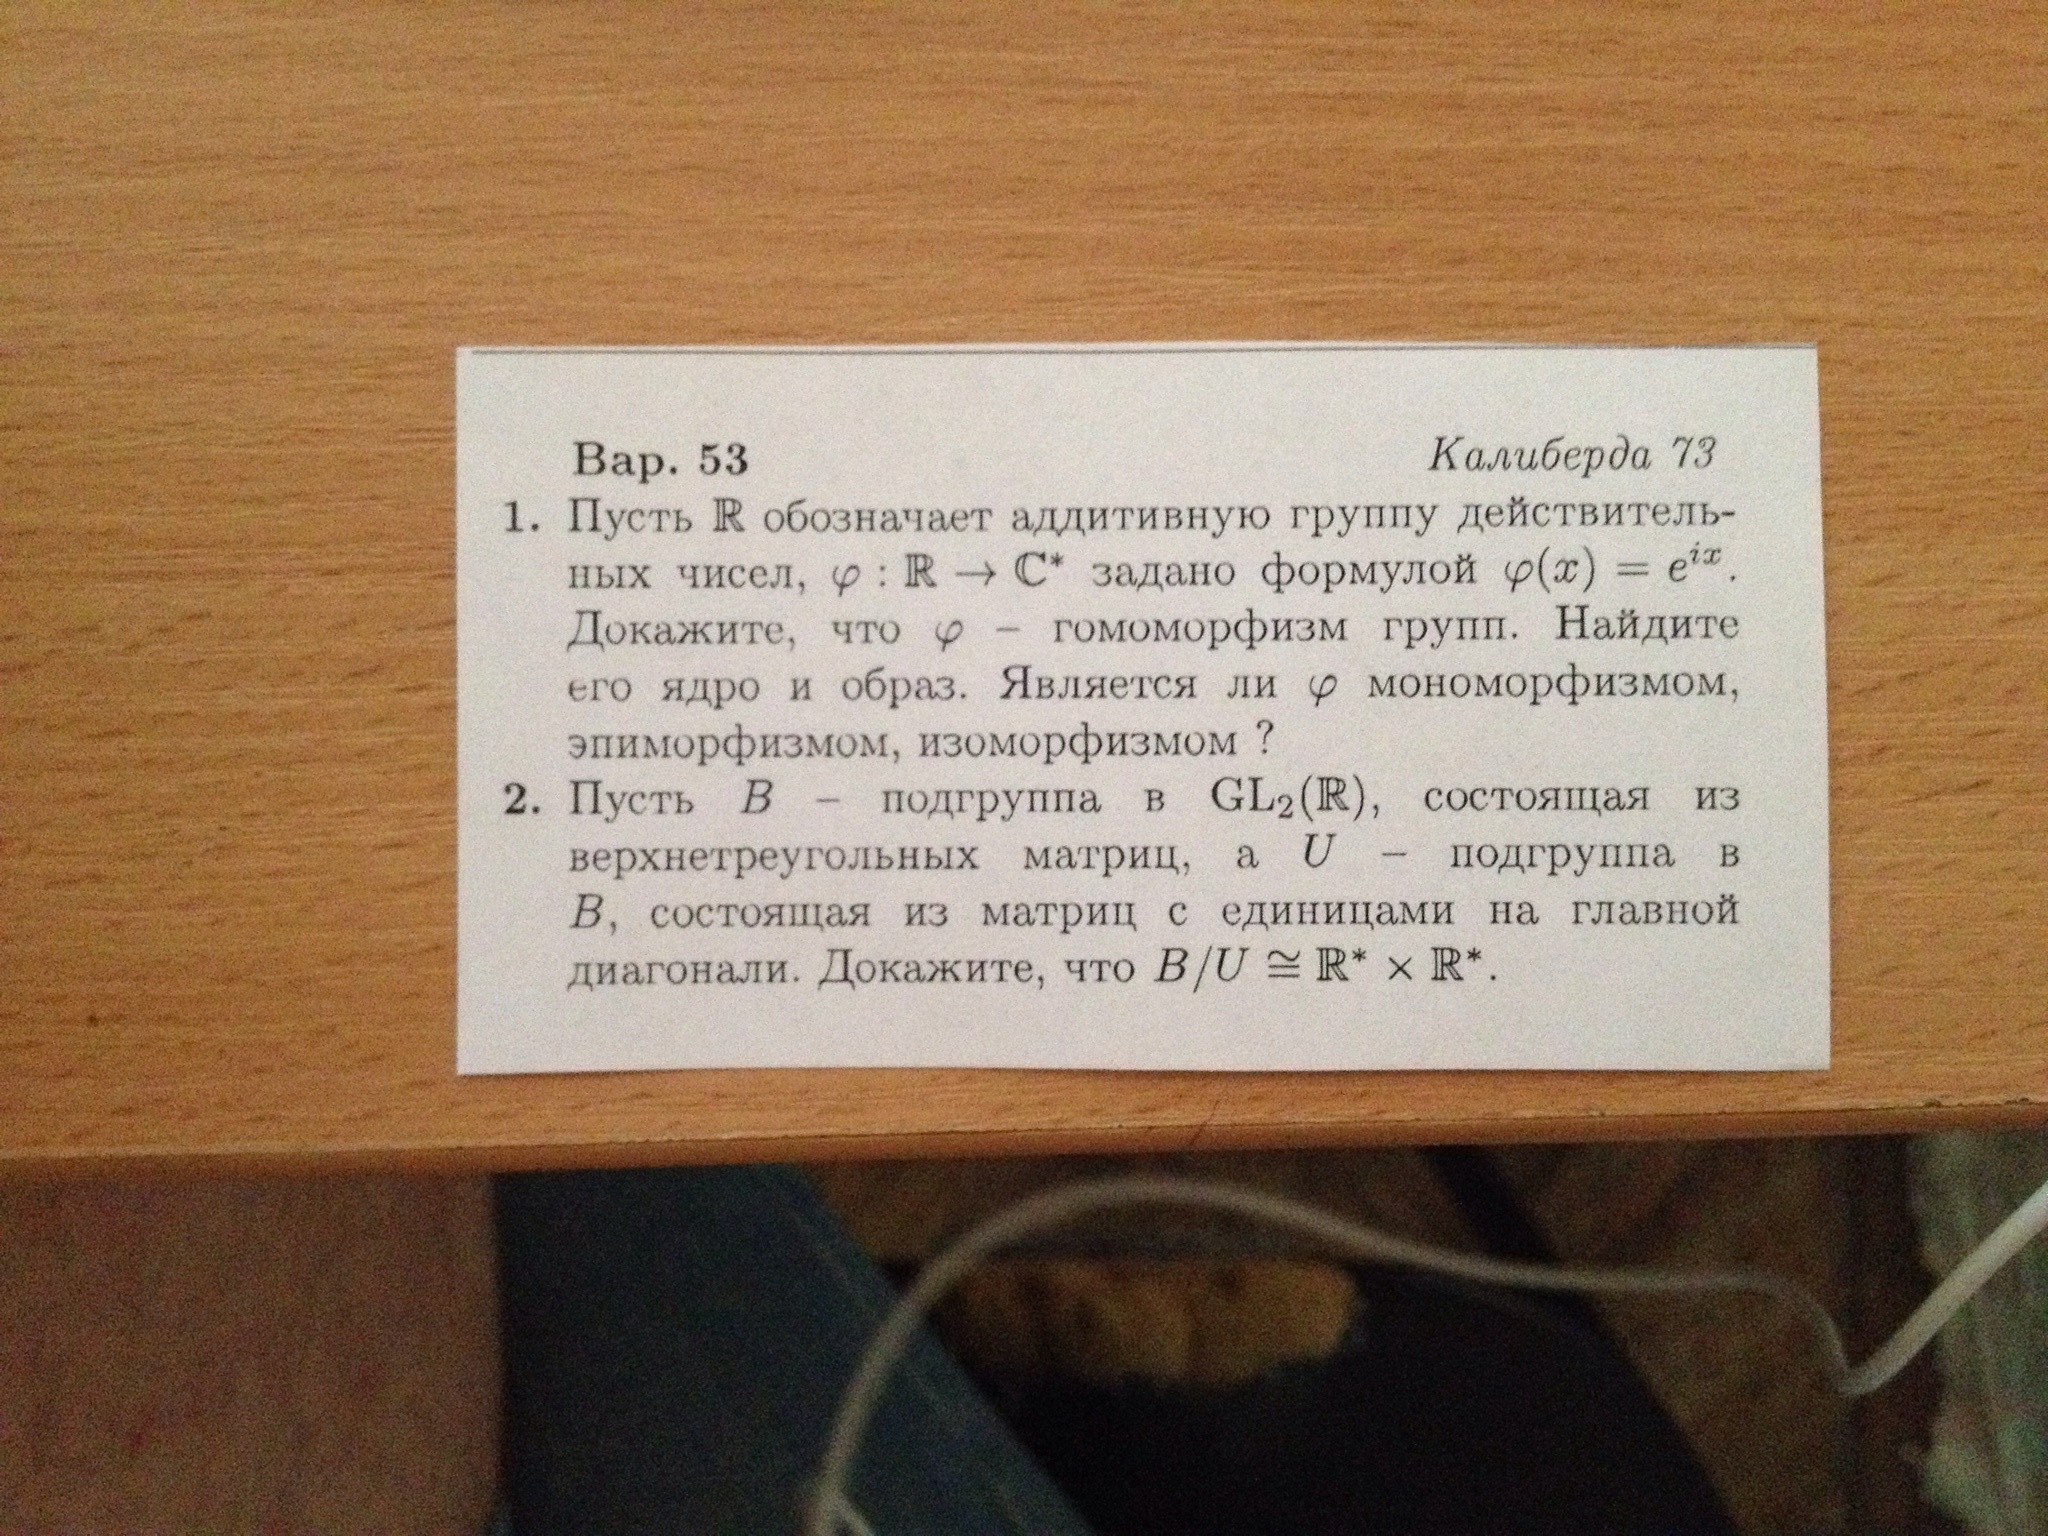 Вар. 53 Калиберда 73
1. Пусть ℝ обозначает аддитивную группу действитель-
ных чисел, φ : ℝ → ℂ* задано формулой φ(x) = e^{ix}.
Докажите, что φ – гомоморфизм групп. Найдите
его ядро и образ. Является ли φ мономорфизмом,
эпиморфизмом, изоморфизмом ?
2. Пусть B – подгруппа в GL₂(ℝ), состоящая из
верхнетреугольных матриц, а U – подгруппа в
B, состоящая из матриц с единицами на главной
диагонали. Докажите, что B/U ≅ ℝ* × ℝ*.